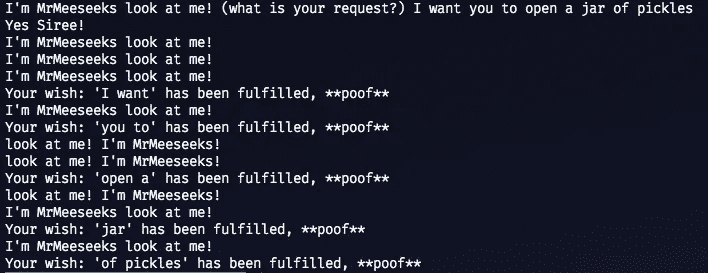 I'm MrMeeseeks look at me! (what is your request?) I want you to open a jar of pickles
Yes Siree!
I'm MrMeeseeks look at me!
I'm MrMeeseeks look at me!
I'm MrMeeseeks look at me!
Your wish: 'I want' has been fulfilled, **poof**
I'm MrMeeseeks look at me!
Your wish: 'you to' has been fulfilled, **poof**
look at me! I'm MrMeeseeks!
look at me! I'm MrMeeseeks!
Your wish: 'open a' has been fulfilled, **poof**
look at me! I'm MrMeeseeks!
I'm MrMeeseeks look at me!
Your wish: 'jar' has been fulfilled, **poof**
I'm MrMeeseeks look at me!
Your wish: 'of pickles' has been fulfilled, **poof**